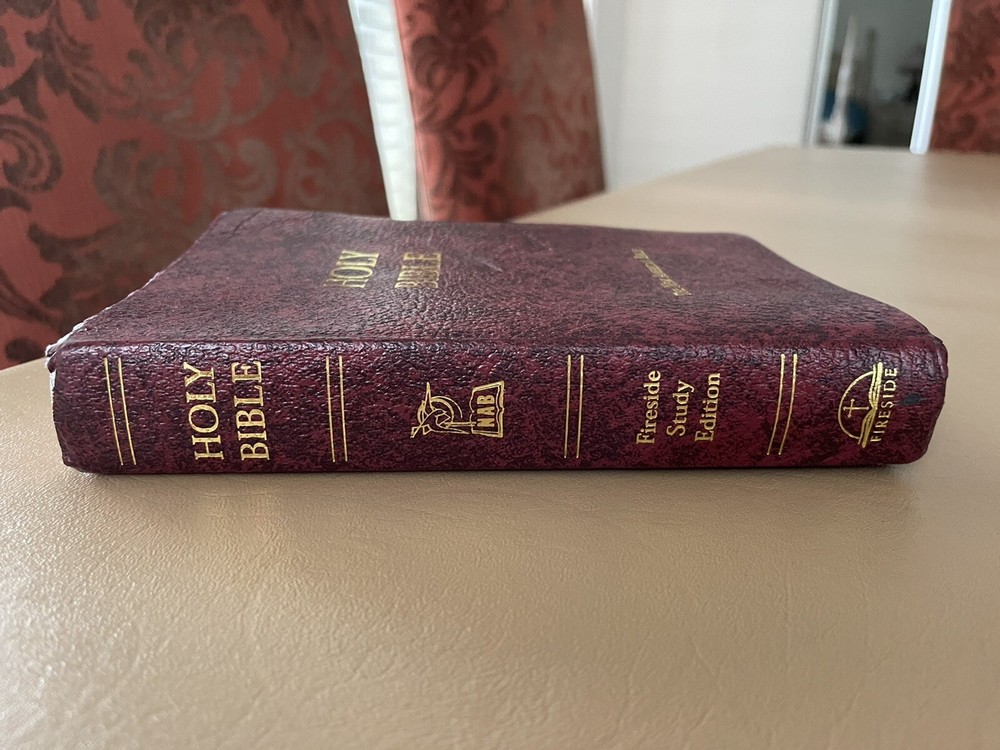 HOLY
BIBLE
HOLY
BIBLE
NAB
Fireside
Study
Edition
FIRESIDE